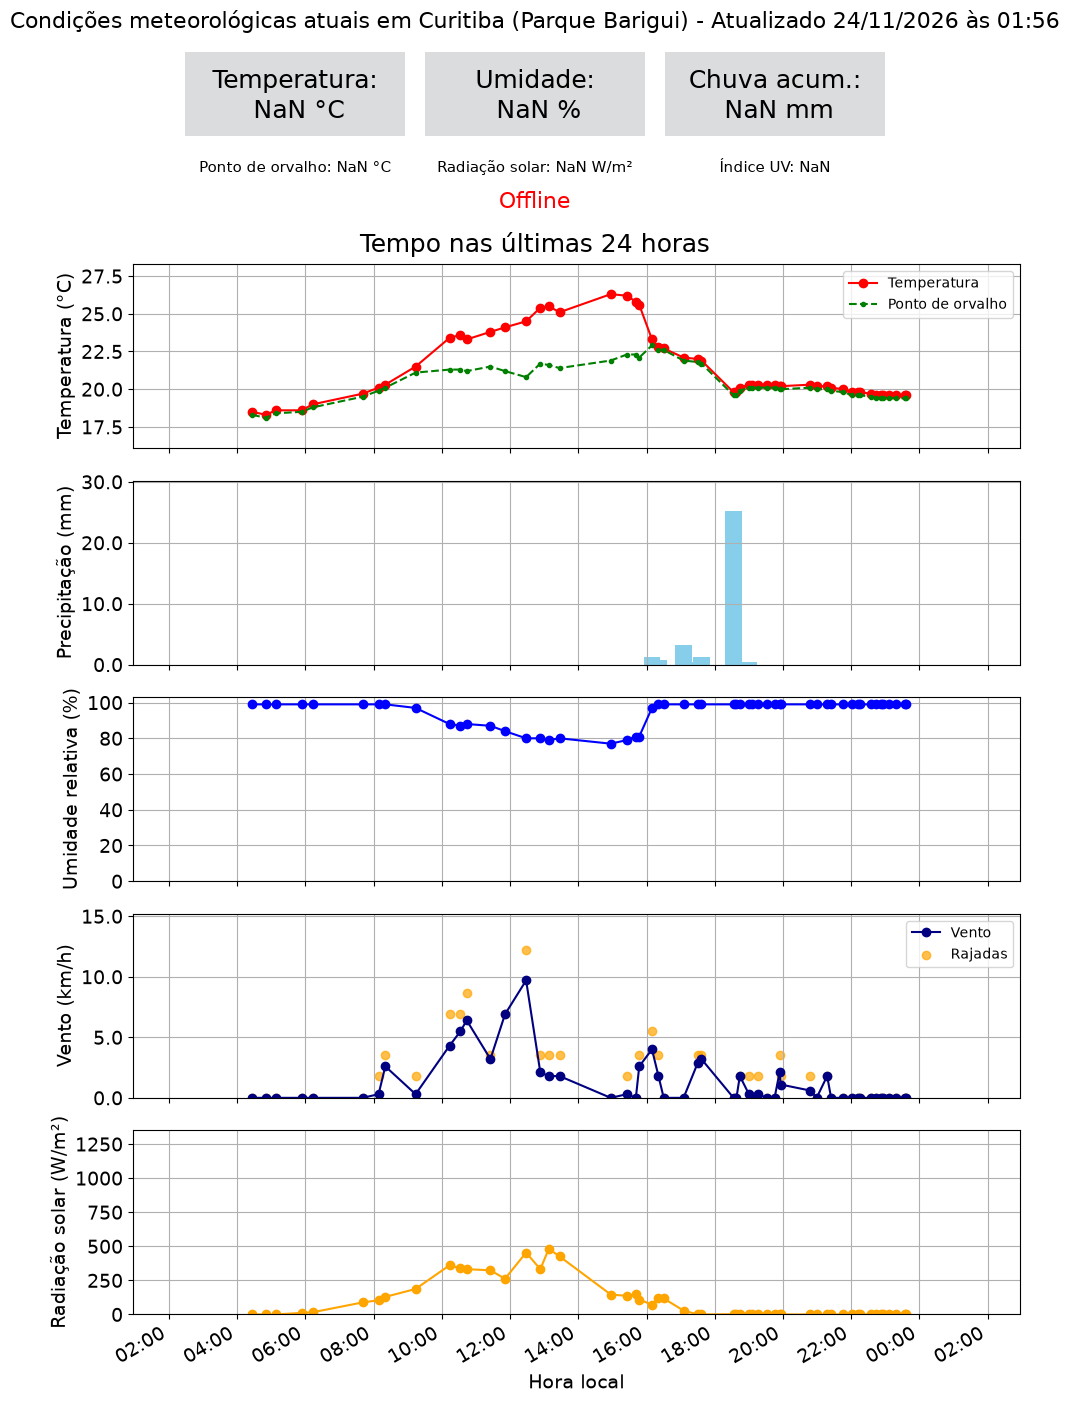 Condições meteorológicas atuais em Curitiba (Parque Barigui) - Atualizado 24/11/2026 às 01:56
Temperatura:
NaN °C
Umidade:
NaN %
Chuva acum.:
NaN mm
Ponto de orvalho: NaN °C
Radiação solar: NaN W/m²
Índice UV: NaN
Offline
Tempo nas últimas 24 horas
Temperatura (°C)
27.5
25.0
22.5
20.0
17.5
Temperatura
Ponto de orvalho
Precipitação (mm)
30.0
20.0
10.0
0.0
Umidade relativa (%)
100
80
60
40
20
0
Vento (km/h)
15.0
10.0
5.0
0.0
Vento
Rajadas
Radiação solar (W/m²)
1250
1000
750
500
250
0
02:00
04:00
06:00
08:00
10:00
12:00
14:00
16:00
18:00
20:00
22:00
00:00
02:00
Hora local